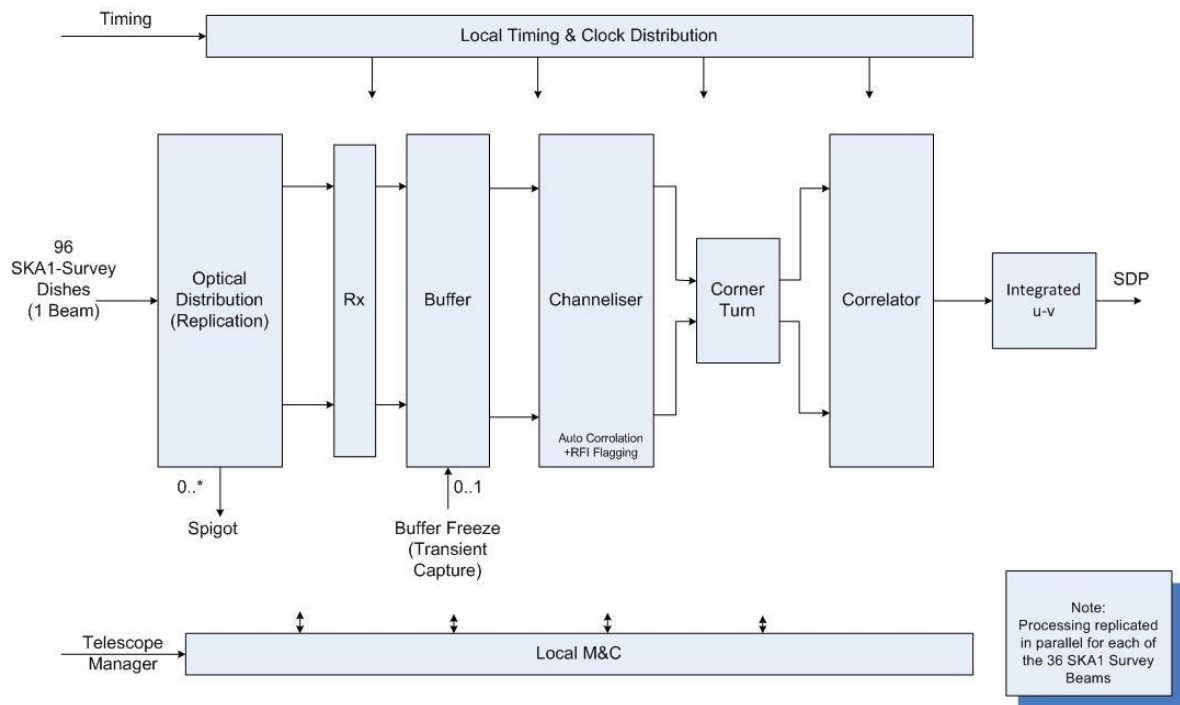 Timing
Local Timing & Clock Distribution
96
SKA1-Survey
Dishes
(1 Beam)
Optical
Distribution
(Replication)
Rx
Buffer
Channeliser
Auto Corrolation
+RFI Flagging
Corner
Turn
Correlator
Integrated
u-v
SDP
0..*
Spigot
0..1
Buffer Freeze
(Transient
Capture)
Telescope
Manager
Local M&C
Note:
Processing replicated
in parallel for each of
the 36 SKA1 Survey
Beams